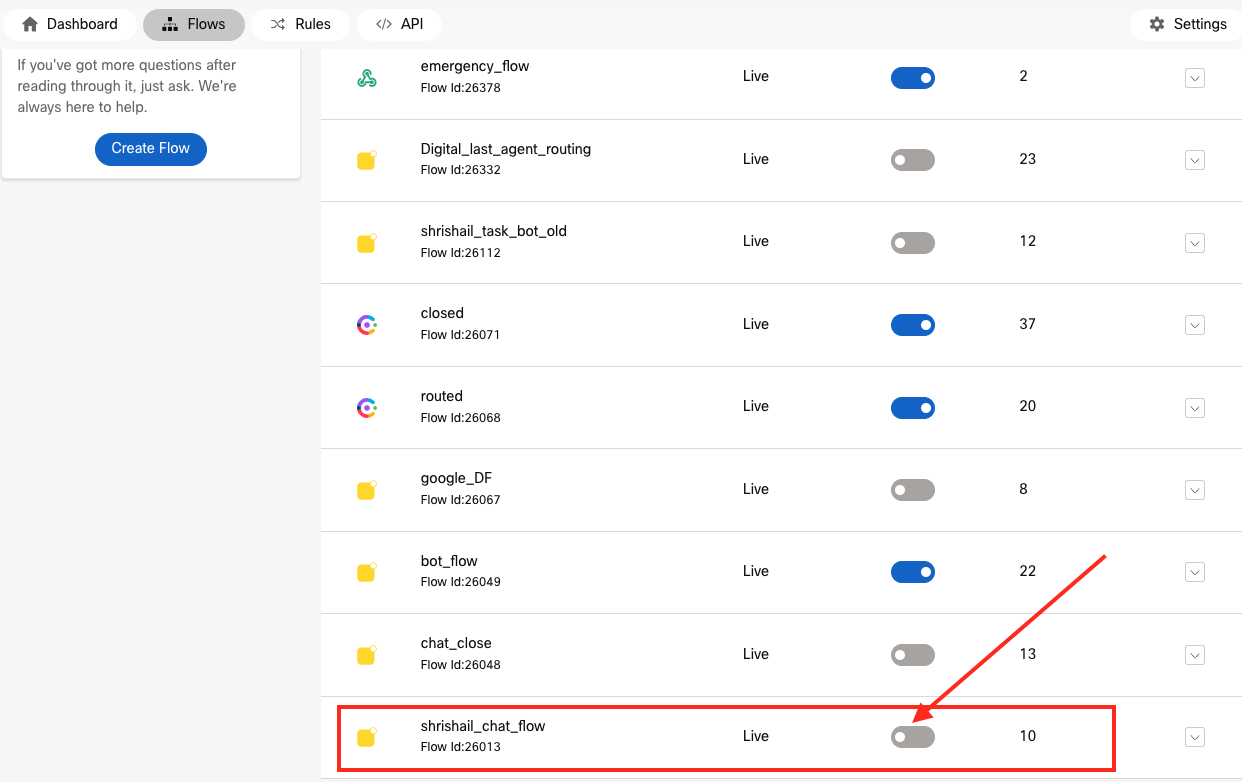 Dashboard
Flows
Rules
</> API
Settings
If you've got more questions after
reading through it, just ask. We're
always here to help.
Create Flow
emergency_flow
Flow Id:26378
Live
2
Digital_last_agent_routing
Flow Id:26332
Live
23
shrishail_task_bot_old
Flow Id:26112
Live
12
closed
Flow Id:26071
Live
37
routed
Flow Id:26068
Live
20
google_DF
Flow Id:26067
Live
8
bot_flow
Flow Id:26049
Live
22
chat_close
Flow Id:26048
Live
13
shrishail_chat_flow
Flow Id:26013
Live
10